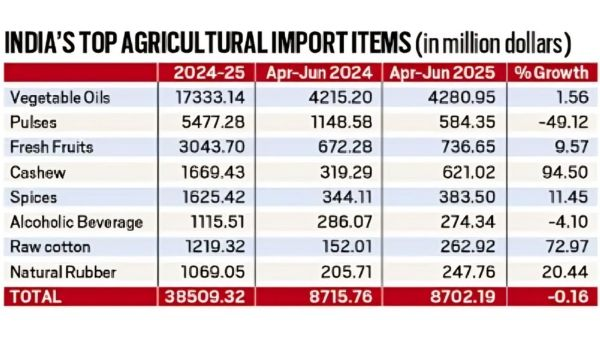 INDIA'S TOP AGRICULTURAL IMPORT ITEMS (in million dollars)
2024-25 Apr-Jun 2024 Apr-Jun 2025 % Growth
Vegetable Oils 17333.14 4215.20 4280.95 1.56
Pulses 5477.28 1148.58 584.35 -49.12
Fresh Fruits 3043.70 672.28 736.65 9.57
Cashew 1669.43 319.29 621.02 94.50
Spices 1625.42 344.11 383.50 11.45
Alcoholic Beverage 1115.51 286.07 274.34 -4.10
Raw cotton 1219.32 152.01 262.92 72.97
Natural Rubber 1069.05 205.71 247.76 20.44
TOTAL 38509.32 8715.76 8702.19 -0.16